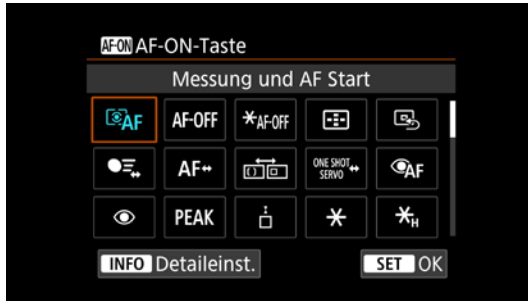 AF-ON AF-ON-Taste
Messung und AF Start
AF AF-OFF *AF-OFF
AF ONE SHOT SERVO AF
PEAK * *H
INFO Detaileinst. SET OK